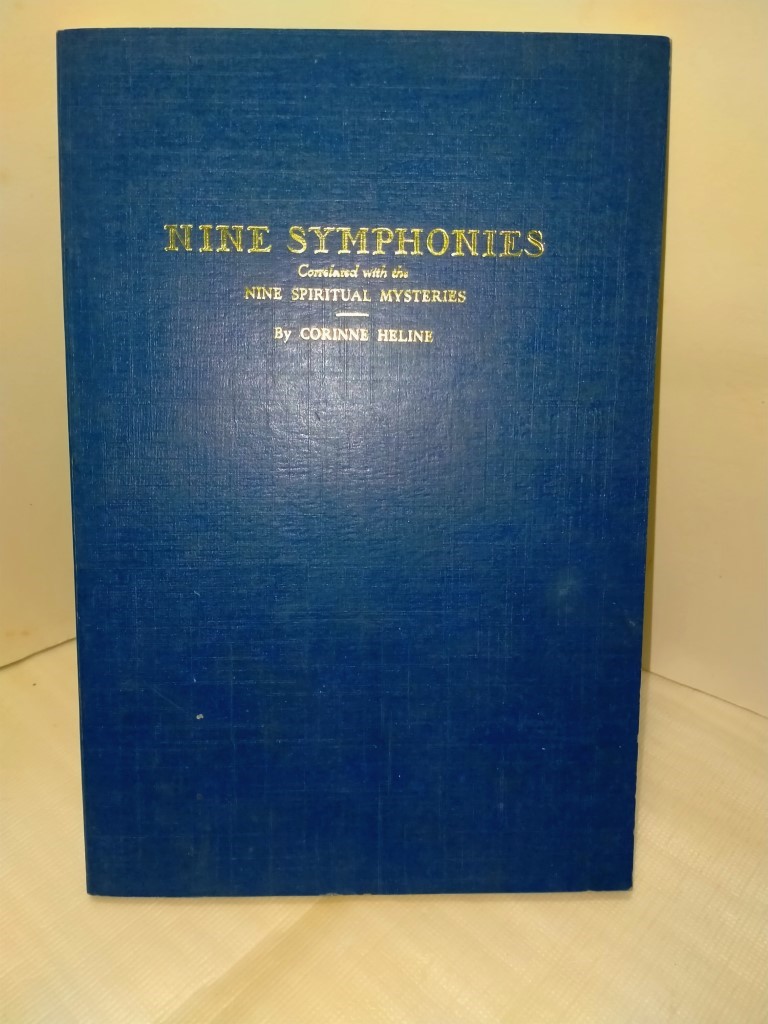 NINE SYMPHONIES
Correlated with the
NINE SPIRITUAL MYSTERIES
By CORINNE HELINE